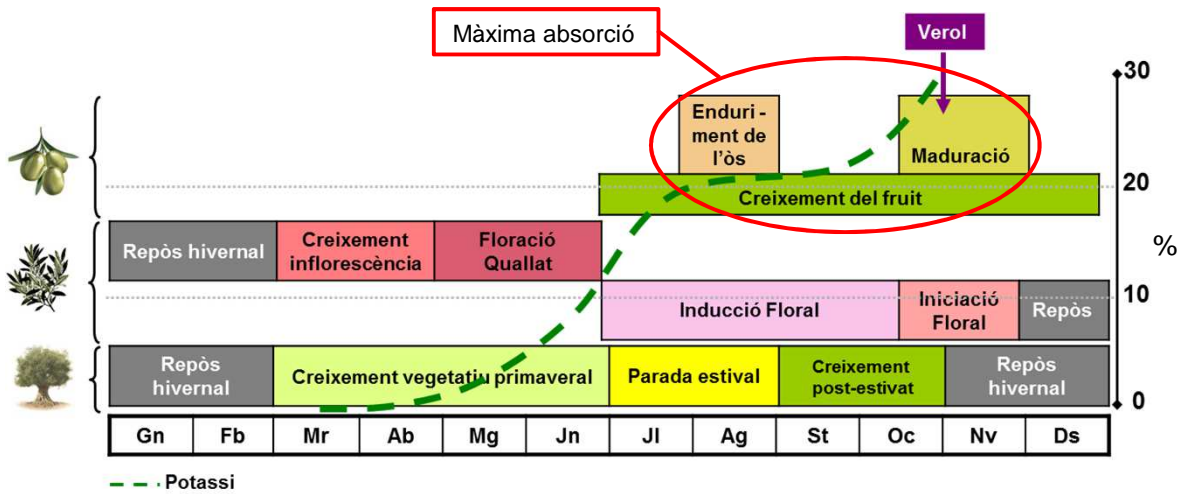 Màxima absorció
Verol
30
Enduri -
ment de
l'òs
Maduració
20
Creixement del fruit
Repòs hivernal
Creixement
inflorescència
Floració
Quallat
%
10
Inducció Floral
Iniciació
Floral
Repòs
Repòs
hivernal
Creixement vegetatiu primaveral
Parada estival
Creixement
post-estivat
Repòs
hivernal
0
Gn Fb Mr Ab Mg Jn Jl Ag St Oc Nv Ds
Potassi